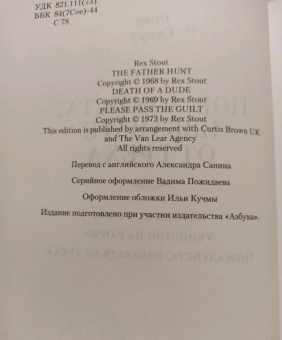 УДК 821.111(73)
ББК 84(7Сое)-44
С 78
Rex Stout
THE FATHER HUNT
Copyright © 1968 by Rex Stout
DEATH OF A DUDE
Copyright © 1969 by Rex Stout
PLEASE PASS THE GUILT
Copyright © 1973 by Rex Stout
This edition is published by arrangement with Curtis Brown UK
and The Van Lear Agency
All rights reserved
Перевод с английского Александра Санина
Серийное оформление Вадима Пожидаева
Оформление обложки Ильи Кучмы
Издание подготовлено при участии издательства «Азбука».